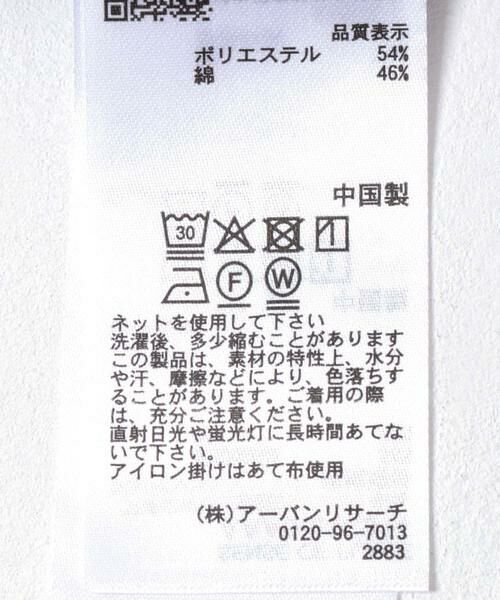 品質表示
ポリエステル 54%
綿 46%
中国製
30
F W
ネットを使用して下さい
洗濯後、多少縮むことがあります
この製品は、素材の特性上、水分
や汗、摩擦などにより、色落ちす
ることがあります。ご着用の際
は、充分ご注意ください。
直射日光や蛍光灯に長時間あてな
いで下さい。
アイロン掛けはあて布使用
(株)アーバンリサーチ
0120-96-7013
2883